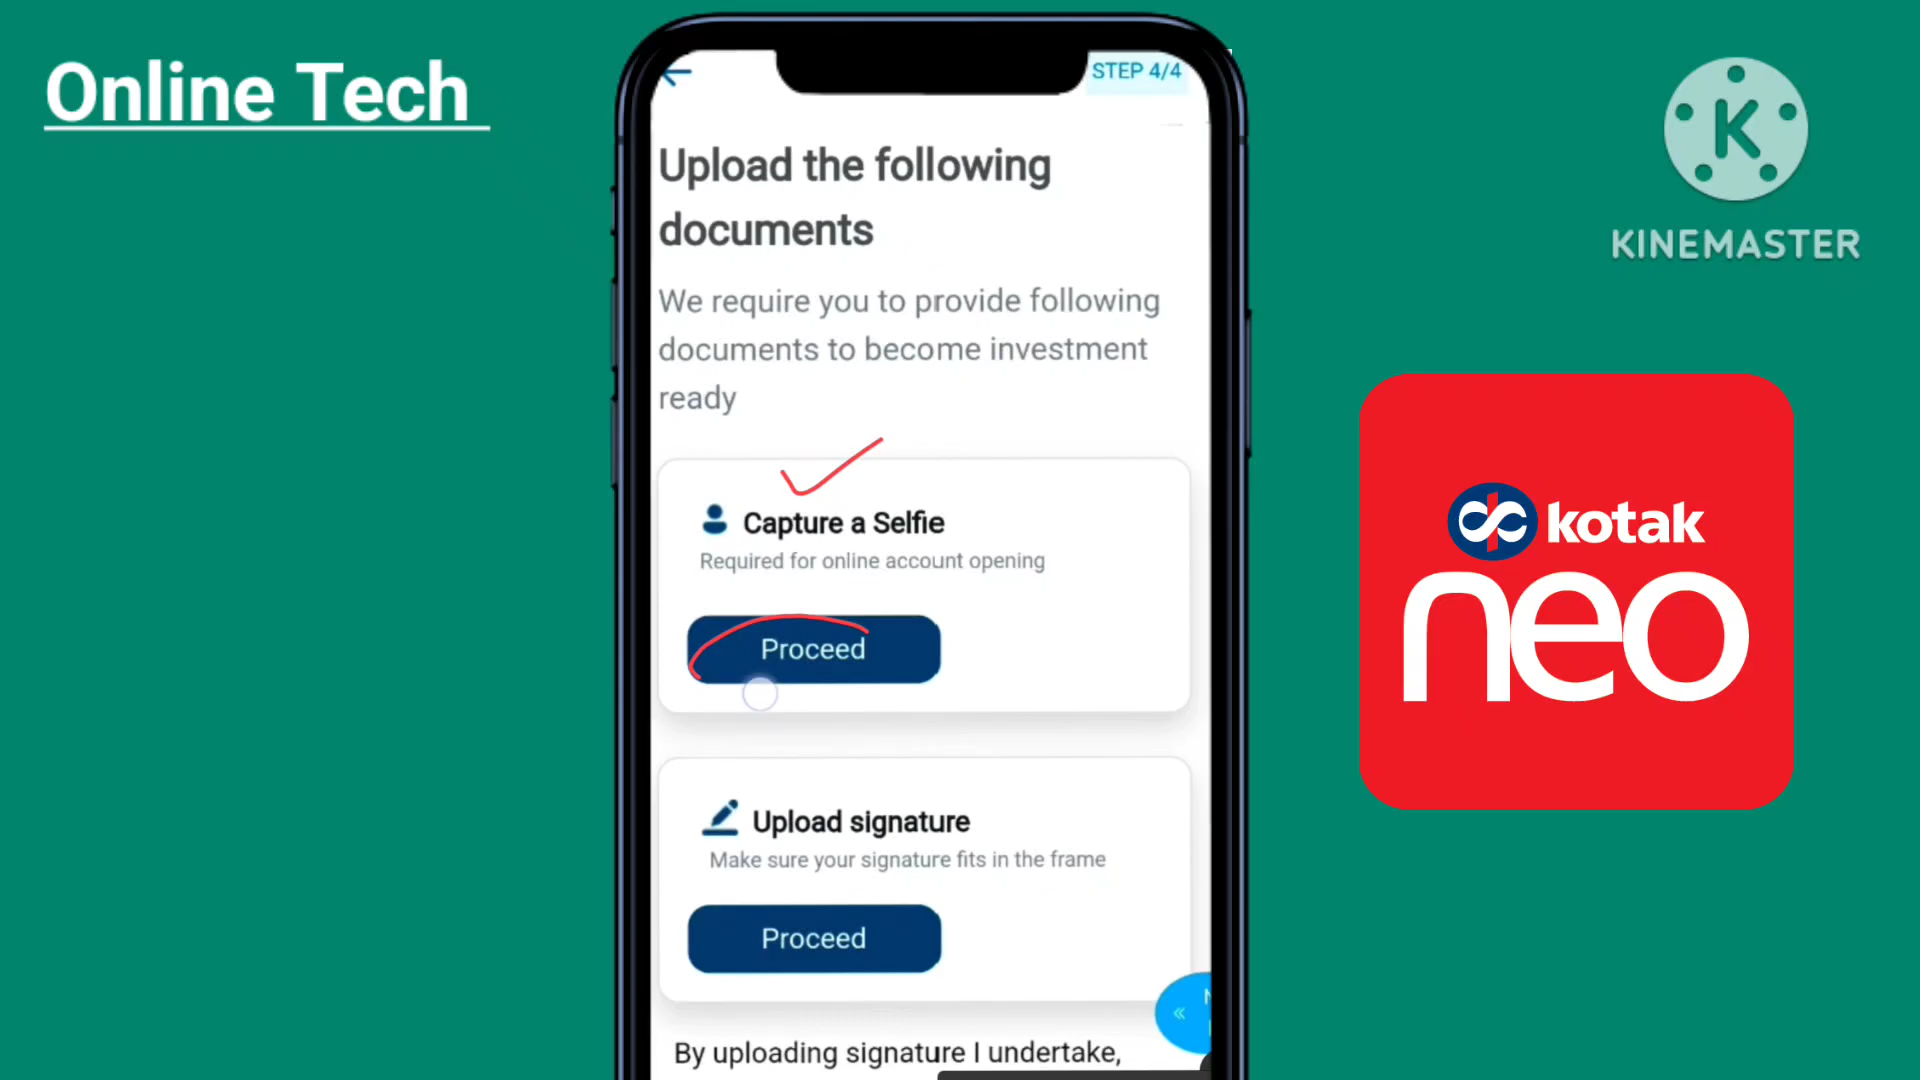 Online Tech
STEP 4/4
Upload the following
documents
We require you to provide following
documents to become investment
ready
Capture a Selfie
Required for online account opening
Proceed
Upload signature
Make sure your signature fits in the frame
Proceed
«
By uploading signature I undertake,
K
KINEMASTER
kotak
neo